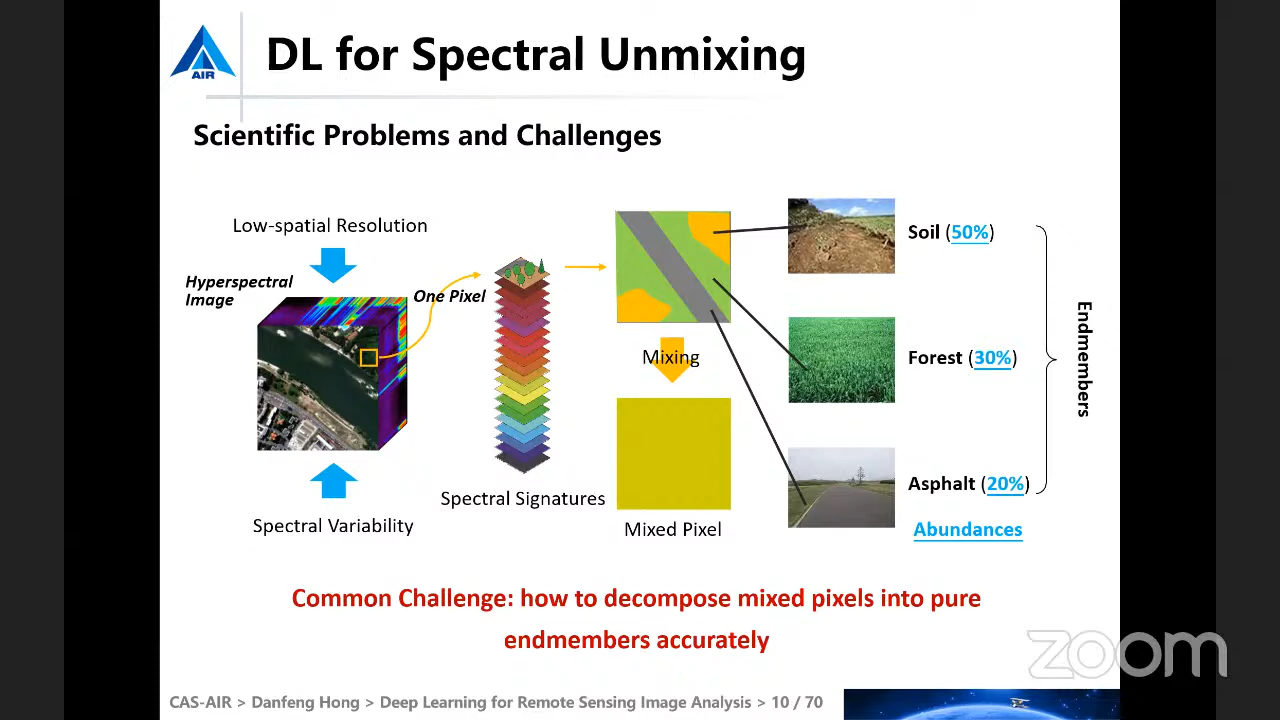 AIR
DL for Spectral Unmixing
Scientific Problems and Challenges
Low-spatial Resolution
Hyperspectral
Image
One Pixel
Spectral Variability
Spectral Signatures
Mixing
Mixed Pixel
Soil (50%)
Forest (30%)
Asphalt (20%)
Abundances
Endmembers
Common Challenge: how to decompose mixed pixels into pure
endmembers accurately
zoom
CAS-AIR > Danfeng Hong > Deep Learning for Remote Sensing Image Analysis > 10 / 70